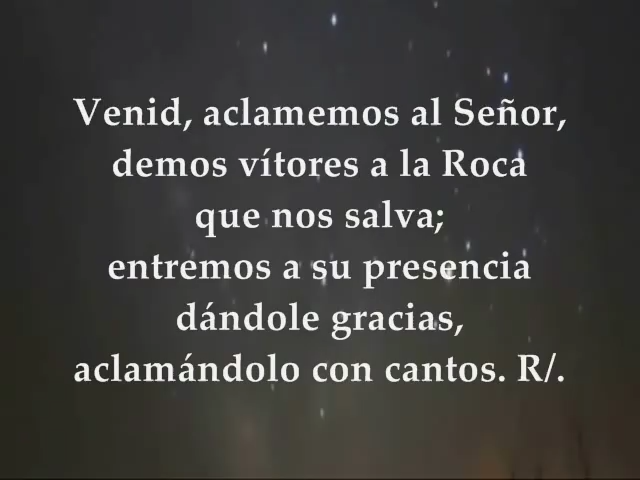 Venid, aclamemos al Señor,
demos vítores a la Roca
que nos salva;
entremos a su presencia
dándole gracias,
aclamándolo con cantos. R/.